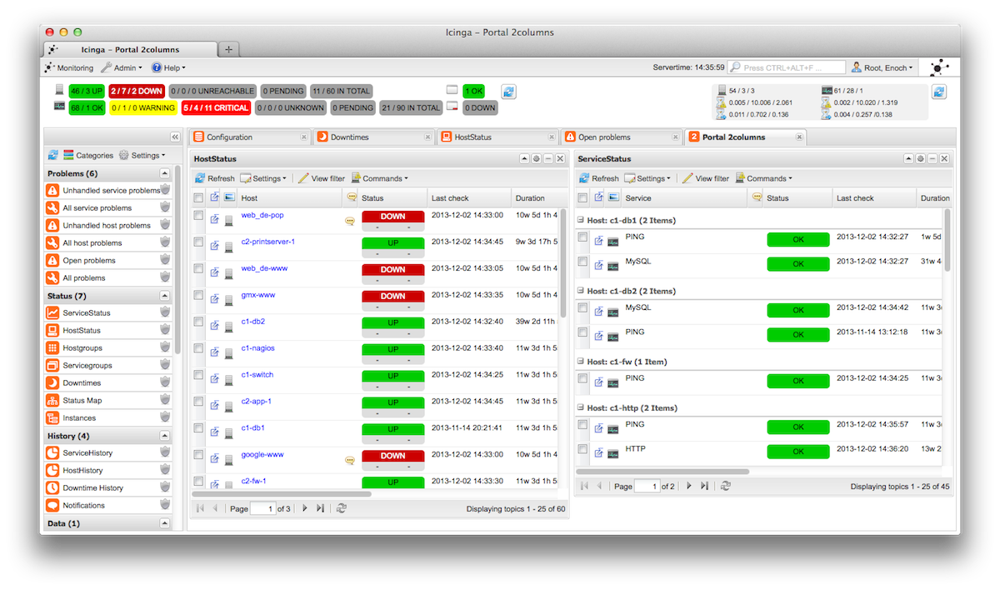 Icinga – Portal 2columns
Icinga – Portal 2columns
Monitoring Admin Help Servertime: 14:35:59 Press CTRL+ALT+F ... Root, Enoch
46 / 3 UP 2 / 7 / 2 DOWN 0 / 0 / 0 UNREACHABLE 0 PENDING 11 / 60 IN TOTAL 1 OK 54 / 3 / 3 61 / 28 / 1
68 / 1 OK 0 / 1 / 0 WARNING 5 / 4 / 11 CRITICAL 0 / 0 / 0 UNKNOWN 0 PENDING 21 / 90 IN TOTAL 0 DOWN 0.005 / 10.006 / 2.061 0.002 / 10.020 / 1.319
0.011 / 0.702 / 0.136 0.004 / 0.257 /0.138
Configuration Downtimes HostStatus Open problems 2 Portal 2columns
Categories Settings
Problems (6)
Unhandled service problems
All service problems
Unhandled host problems
All host problems
Open problems
All problems
Status (7)
ServiceStatus
HostStatus
Hostgroups
Servicegroups
Downtimes
Status Map
Instances
History (4)
ServiceHistory
HostHistory
Downtime History
Notifications
Data (1)
HostStatus
Refresh Settings View filter Commands
Host Status Last check Duration
web_de-pop DOWN 2013-12-02 14:33:00 10w 5d 1h 4
- -
c2-printserver-1 UP 2013-12-02 14:34:45 9w 3d 17h 5
- -
web_de-www DOWN 2013-12-02 14:33:05 10w 5d 1h 4
- -
gmx-www DOWN 2013-12-02 14:33:35 10w 5d 1h 4
- -
c1-db2 UP 2013-12-02 14:32:40 39w 2d 11h
- -
c1-nagios UP 2013-12-02 14:33:40 11w 3d 1h 5
- -
c1-switch UP 2013-12-02 14:34:25 11w 3d 1h 5
- -
c2-app-1 UP 2013-12-02 14:34:45 11w 3d 1h 5
- -
c1-db1 UP 2013-11-14 20:21:41 11w 3d 1h 5
- -
google-www DOWN 2013-12-02 14:33:00 10w 5d 1h 4
- -
c2-fw-1 UP 2013-12-02 14:33:30 11w 3d 1h 5
Page 1 of 3 Displaying topics 1 - 25 of 60
ServiceStatus
Refresh Settings View filter Commands
Service Status Last check Duration
Host: c1-db1 (2 Items)
PING OK 2013-12-02 14:32:27 1w 5d
MySQL OK 2013-12-02 14:32:27 31w 4
Host: c1-db2 (2 Items)
MySQL OK 2013-12-02 14:34:42 11w 3
PING OK 2013-11-14 13:12:18 11w 3
Host: c1-fw (1 Item)
PING OK 2013-12-02 14:34:25 11w 3
Host: c1-http (2 Items)
PING OK 2013-12-02 14:35:57 11w 3
HTTP OK 2013-12-02 14:36:20 13w 2
Page 1 of 2 Displaying topics 1 - 25 of 45